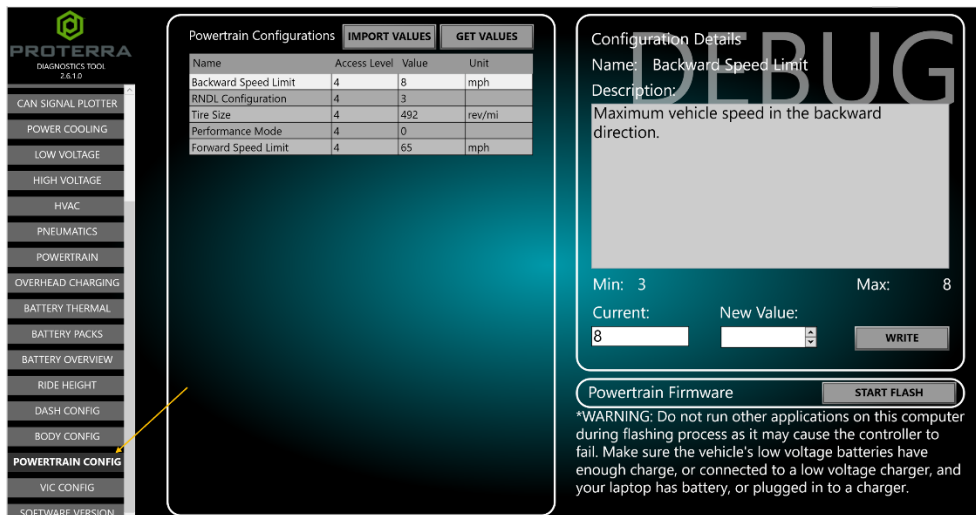 PROTERRA
DIAGNOSTICS TOOL
2.6.1.0
CAN SIGNAL PLOTTER
POWER COOLING
LOW VOLTAGE
HIGH VOLTAGE
HVAC
PNEUMATICS
POWERTRAIN
OVERHEAD CHARGING
BATTERY THERMAL
BATTERY PACKS
BATTERY OVERVIEW
RIDE HEIGHT
DASH CONFIG
BODY CONFIG
POWERTRAIN CONFIG
VIC CONFIG
SOFTWARE VERSION
Powertrain Configurations IMPORT VALUES GET VALUES
Name Access Level Value Unit
Backward Speed Limit 4 8 mph
RNDL Configuration 4 3
Tire Size 4 492 rev/mi
Performance Mode 4 0
Forward Speed Limit 4 65 mph
DEBUG
Configuration Details
Name: Backward Speed Limit
Description:
Maximum vehicle speed in the backward
direction.
Min: 3 Max: 8
Current: New Value:
8 WRITE
Powertrain Firmware START FLASH
*WARNING: Do not run other applications on this computer
during flashing process as it may cause the controller to
fail. Make sure the vehicle's low voltage batteries have
enough charge, or connected to a low voltage charger, and
your laptop has battery, or plugged in to a charger.